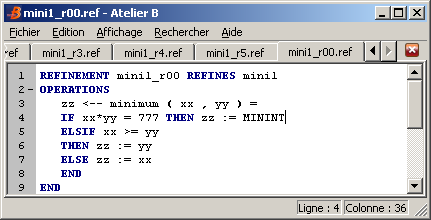 mini1_r00.ref - Atelier B
Fichier Edition Affichage Rechercher Aide
ref mini1_r3.ref mini1_r4.ref mini1_r5.ref mini1_r00.ref
1 REFINEMENT mini1_r00 REFINES mini1
2 OPERATIONS
3 zz <-- minimum ( xx , yy ) =
4 IF xx*yy = 777 THEN zz := MININT
5 ELSIF xx >= yy
6 THEN zz := yy
7 ELSE zz := xx
8 END
9 END
Ligne : 4 Colonne : 36